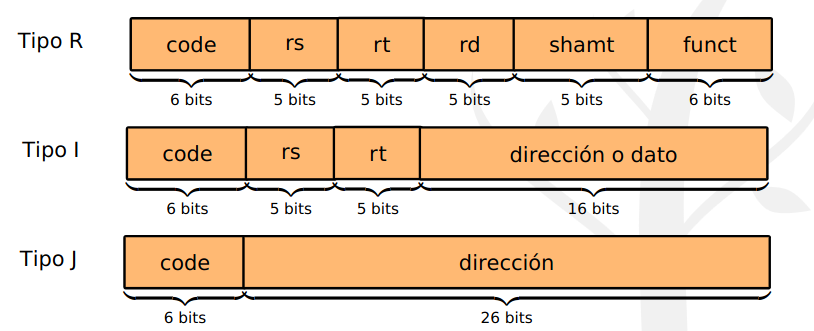 Tipo R
code rs rt rd shamt funct
6 bits 5 bits 5 bits 5 bits 5 bits 6 bits
Tipo I
code rs rt dirección o dato
6 bits 5 bits 5 bits 16 bits
Tipo J
code dirección
6 bits 26 bits